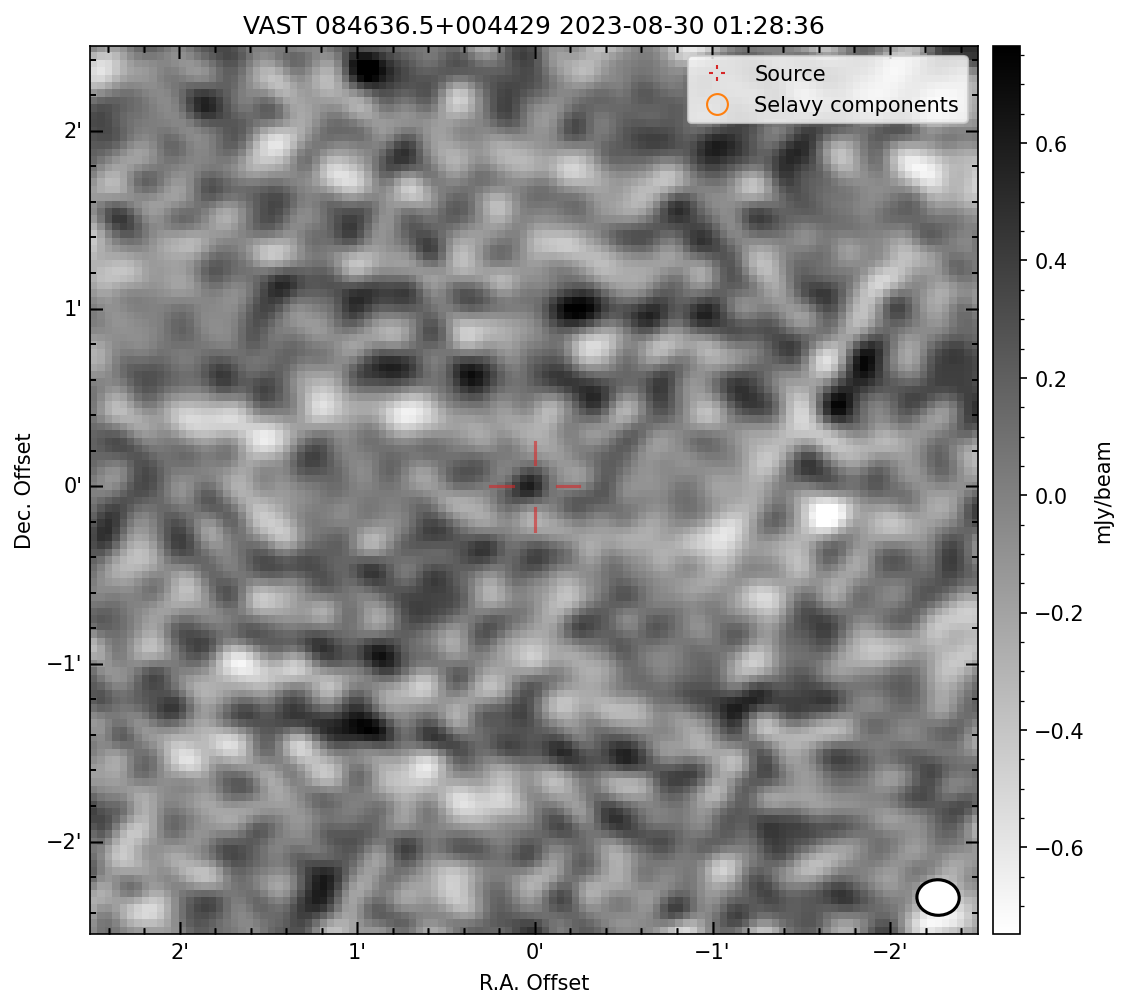 VAST 084636.5+004429 2023-08-30 01:28:36
Source
Selavy components
2'
1'
0'
−1'
−2'
Dec. Offset
2'
1'
0'
−1'
−2'
R.A. Offset
0.6
0.4
0.2
0.0
−0.2
−0.4
−0.6
mJy/beam